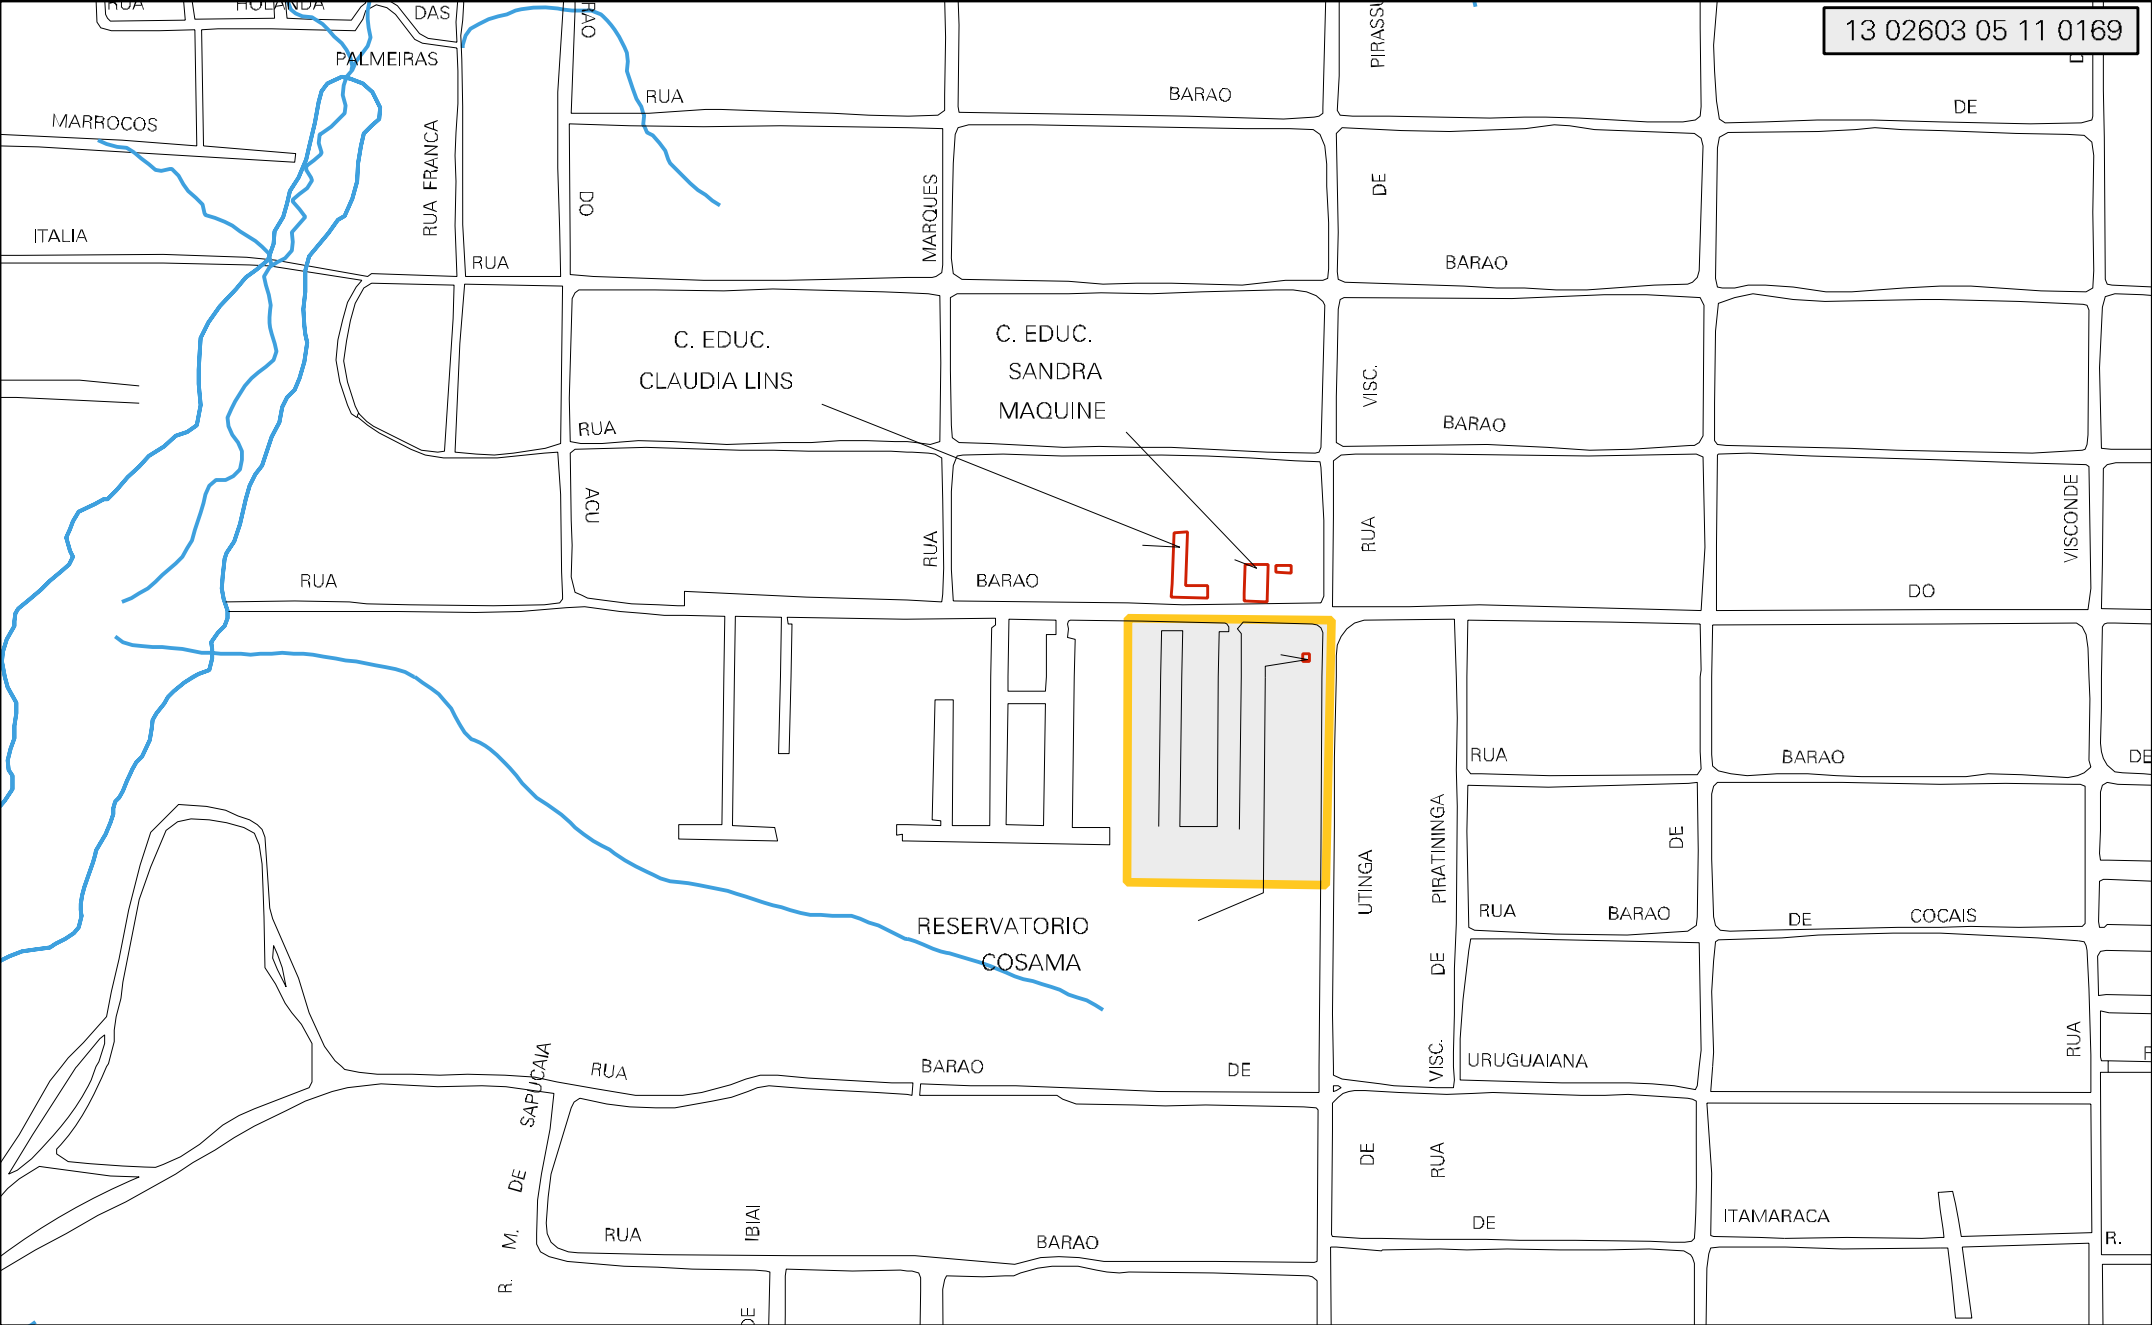 RUA
HOLANDA
DAS
RAO
PIRASSU
13 02603 05 11 0169
PALMEIRAS
RUA
BARAO
DE
MARROCOS
RUA FRANCA
DO
MARQUES
DE
ITALIA
RUA
BARAO
C. EDUC.
CLAUDIA LINS
C. EDUC.
SANDRA
MAQUINE
VISC.
RUA
BARAO
ACU
RUA
RUA
VISCONDE
RUA
BARAO
DO
RUA
BARAO
DE
UTINGA
PIRATININGA
DE
RUA
BARAO
DE
COCAIS
RESERVATORIO
COSAMA
DE
SAPUCAIA
RUA
BARAO
DE
VISC.
URUGUAIANA
RUA
DE
DE
RUA
M.
RUA
IBIAI
BARAO
DE
ITAMARACA
R.
R.
DE